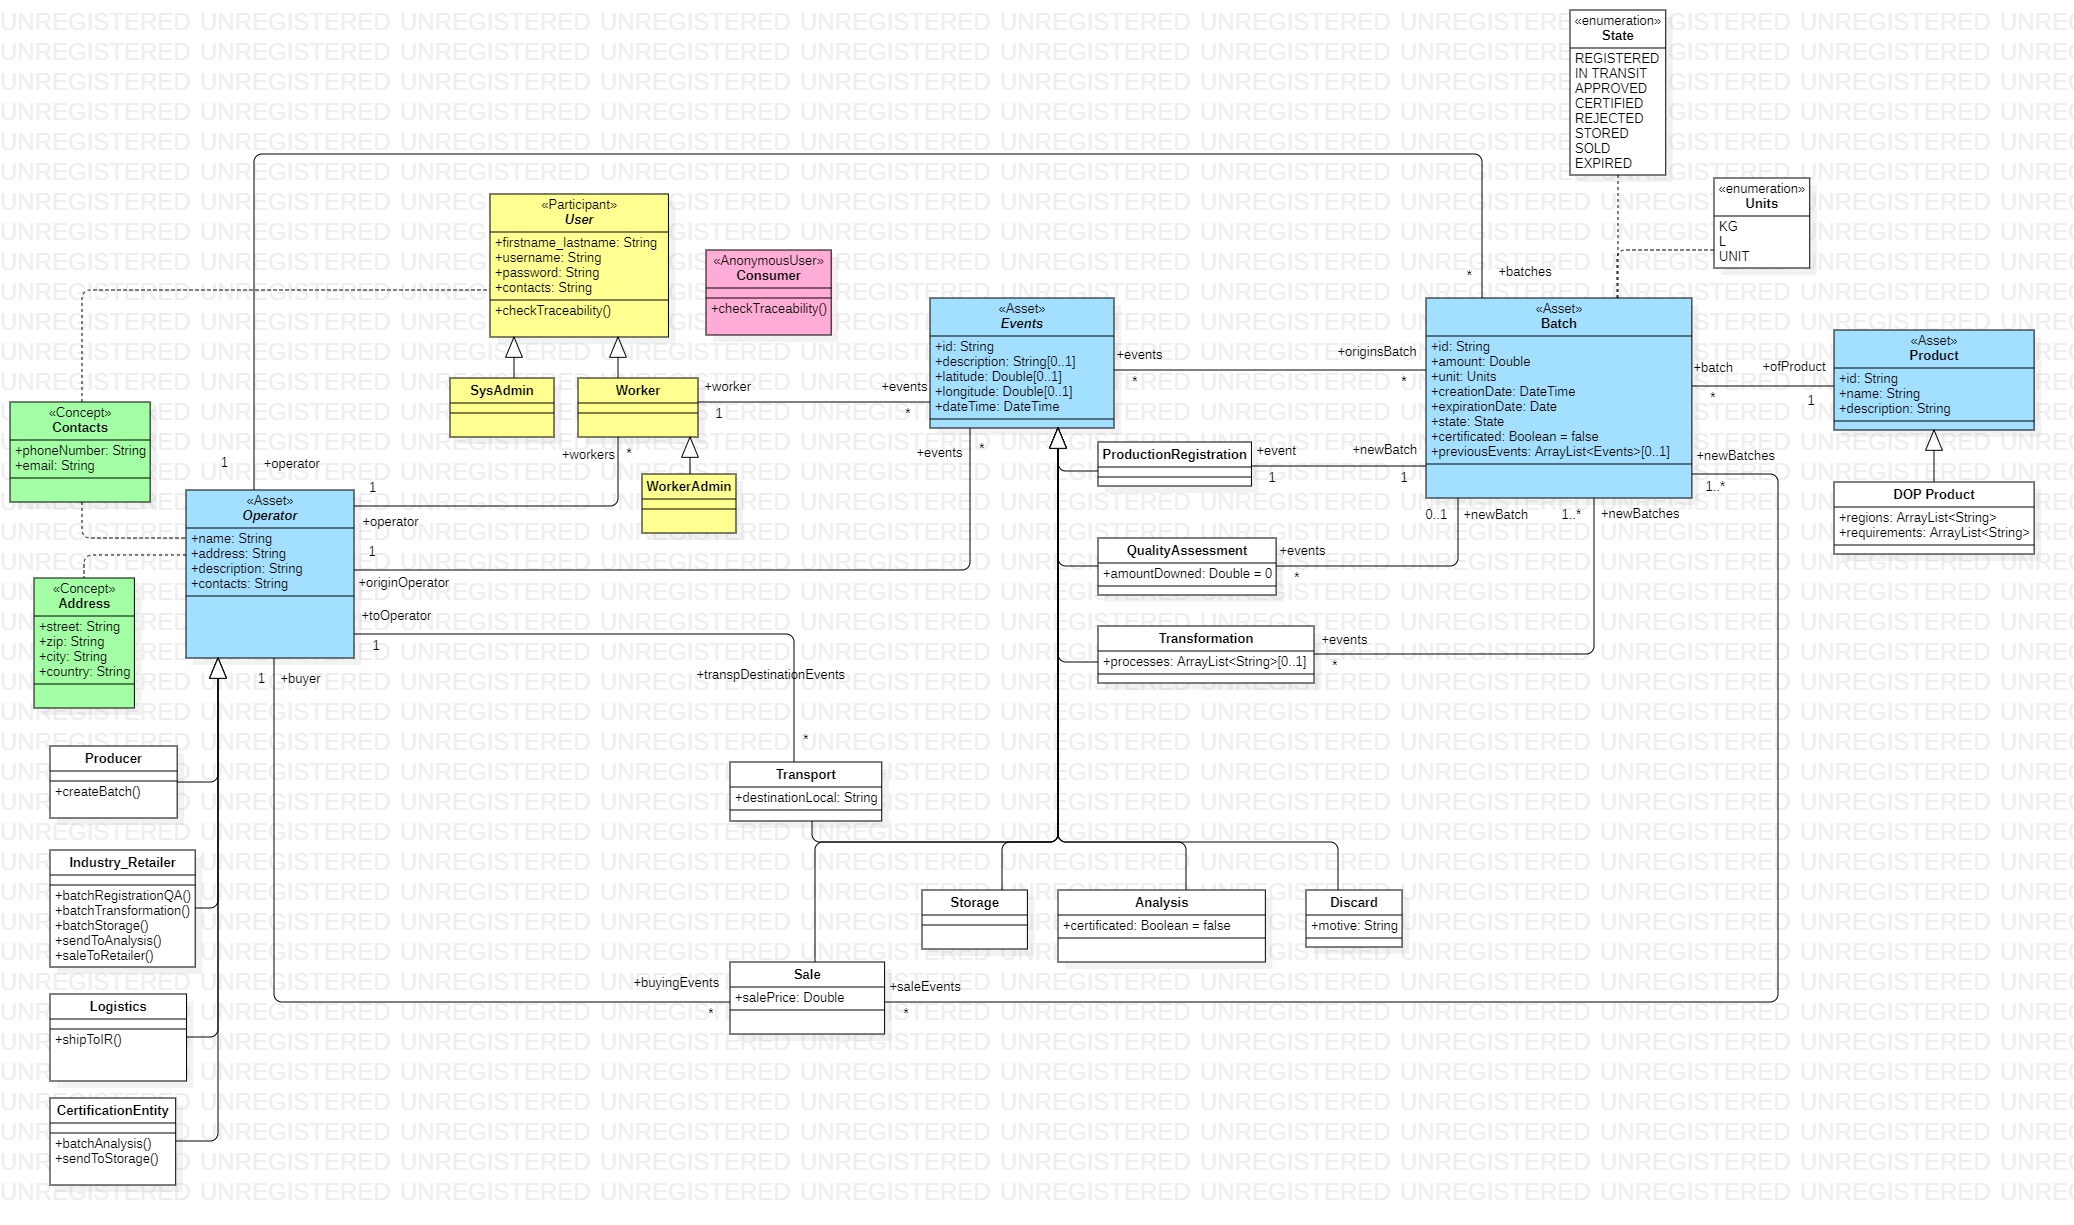 «enumeration»
State
REGISTERED
IN TRANSIT
APPROVED
CERTIFIED
REJECTED
STORED
SOLD
EXPIRED
«enumeration»
Units
KG
L
UNIT
«Participant»
User
+firstname_lastname: String
+username: String
+password: String
+contacts: String
+checkTraceability()
«AnonymousUser»
Consumer
+checkTraceability()
SysAdmin
Worker
WorkerAdmin
+worker
1
+events
*
+workers
*
1
+operator
«Concept»
Contacts
+phoneNumber: String
+email: String
«Concept»
Address
+street: String
+zip: String
+city: String
+country: String
1
+operator
*
+batches
«Asset»
Operator
+name: String
+address: String
+description: String
+contacts: String
1
+originOperator
+events
*
+toOperator
1
+transpDestinationEvents
*
1
+buyer
«Asset»
Events
+id: String
+description: String[0..1]
+latitude: Double[0..1]
+longitude: Double[0..1]
+dateTime: DateTime
+events
*
+originsBatch
*
«Asset»
Batch
+id: String
+amount: Double
+unit: Units
+creationDate: DateTime
+expirationDate: Date
+state: State
+certificated: Boolean = false
+previousEvents: ArrayList<Events>[0..1]
+batch
*
+ofProduct
1
«Asset»
Product
+id: String
+name: String
+description: String
DOP Product
+regions: ArrayList<String>
+requirements: ArrayList<String>
ProductionRegistration
+event
1
+newBatch
1
+newBatches
1..*
0..1
+newBatch
1..*
+newBatches
QualityAssessment
+amountDowned: Double = 0
+events
*
Transformation
+processes: ArrayList<String>[0..1]
+events
*
Producer
+createBatch()
Industry_Retailer
+batchRegistrationQA()
+batchTransformation()
+batchStorage()
+sendToAnalysis()
+saleToRetailer()
Logistics
+shipToIR()
CertificationEntity
+batchAnalysis()
+sendToStorage()
Transport
+destinationLocal: String
Storage
Analysis
+certificated: Boolean = false
Discard
+motive: String
+buyingEvents
*
Sale
+salePrice: Double
+saleEvents
*
UNREGISTERED